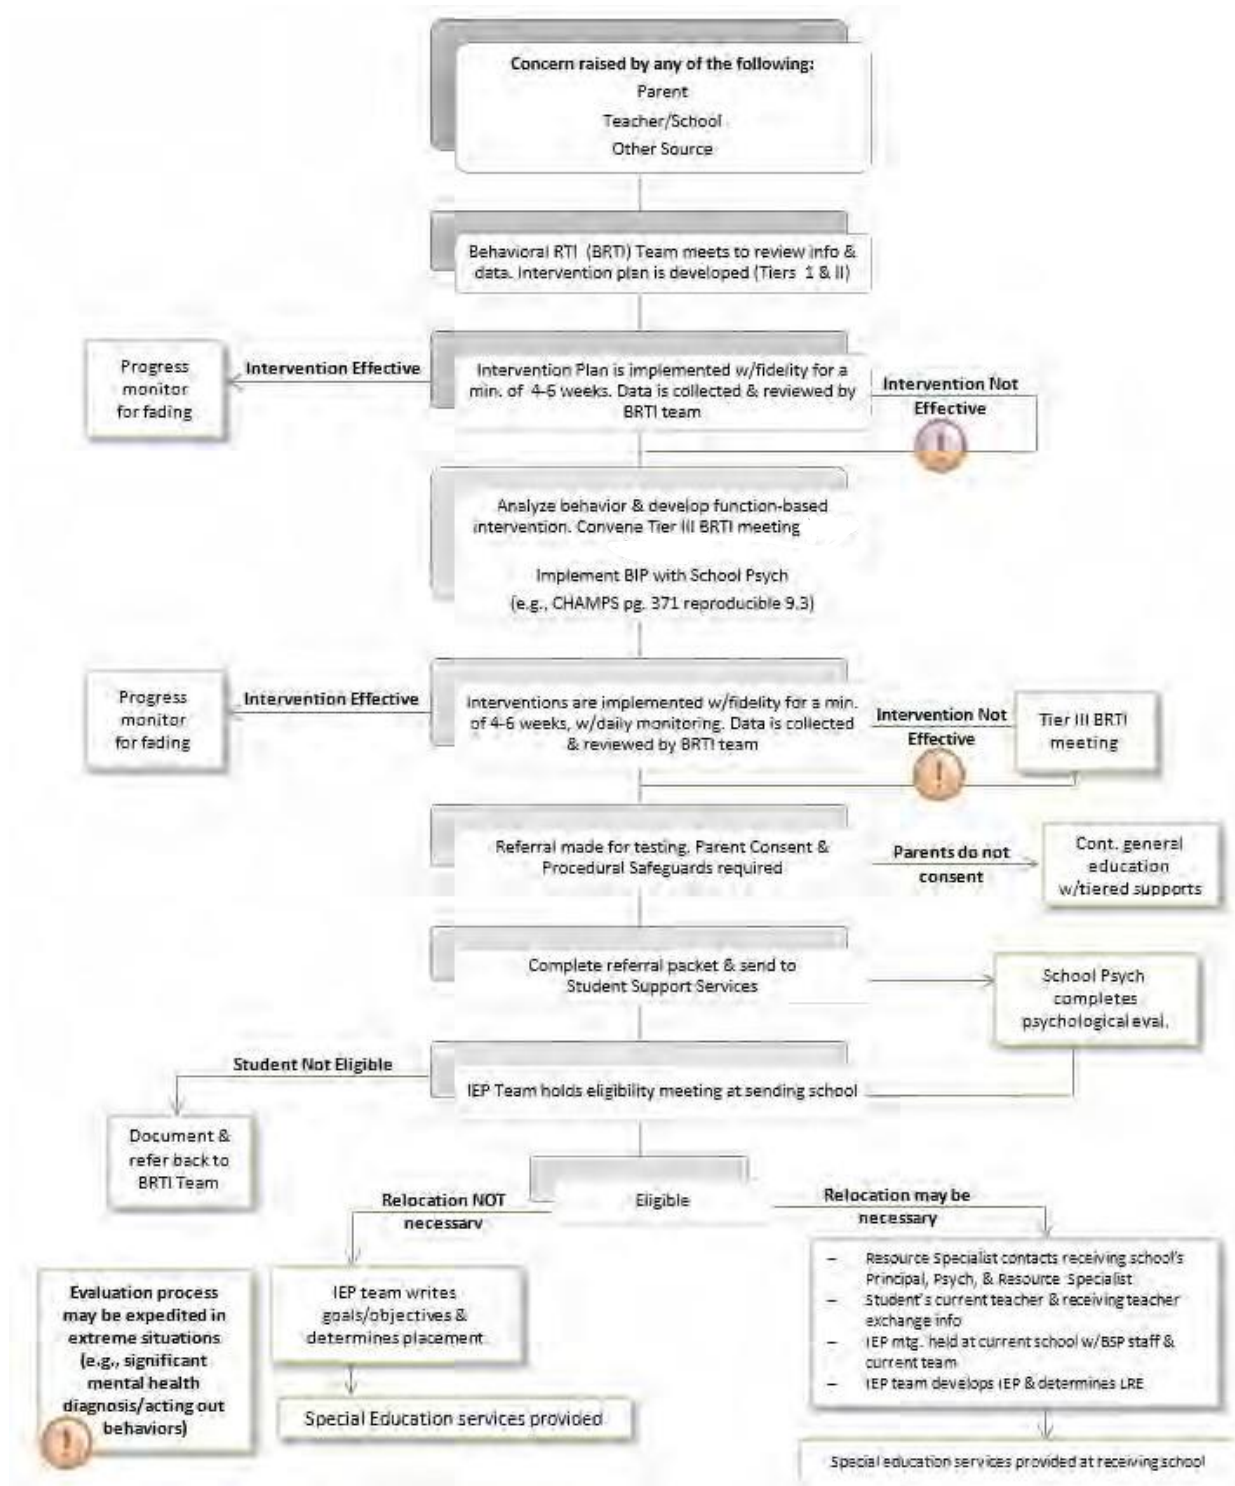 Concern raised by any of the following:
Parent
Teacher/School
Other Source
Behavioral RTI (BRTI) Team meets to review info &
data. Intervention plan is developed (Tiers 1 & II)
Progress
monitor
for fading
Intervention Effective
Intervention Plan is implemented w/fidelity for a
min. of 4-6 weeks. Data is collected & reviewed by
BRTI team
Intervention Not
Effective
!
Analyze behavior & develop function-based
intervention. Convene Tier III BRTI meeting
Implement BIP with School Psych
(e.g., CHAMPS pg. 371 reproducible 9.3)
Progress
monitor
for fading
Intervention Effective
Interventions are implemented w/fidelity for a min.
of 4-6 weeks, w/daily monitoring. Data is collected
& reviewed by BRTI team
Intervention Not
Effective
!
Tier III BRTI
meeting
Referral made for testing. Parent Consent &
Procedural Safeguards required
Parents do not
consent
Cont. general
education
w/tiered supports
Complete referral packet & send to
Student Support Services
School Psych
completes
psychological eval.
Student Not Eligible
IEP Team holds eligibility meeting at sending school
Document &
refer back to
BRTI Team
Relocation NOT
necessary
Eligible
Relocation may be
necessary
Evaluation process
may be expedited in
extreme situations
(e.g., significant
mental health
diagnosis/acting out
behaviors)
!
IEP team writes
goals/objectives &
determines placement
Special Education services provided
– Resource Specialist contacts receiving school's
Principal, Psych, & Resource Specialist
– Student's current teacher & receiving teacher
exchange info
– IEP mtg. held at current school w/BSP staff &
current team
– IEP team develops IEP & determines LRE
Special education services provided at receiving school